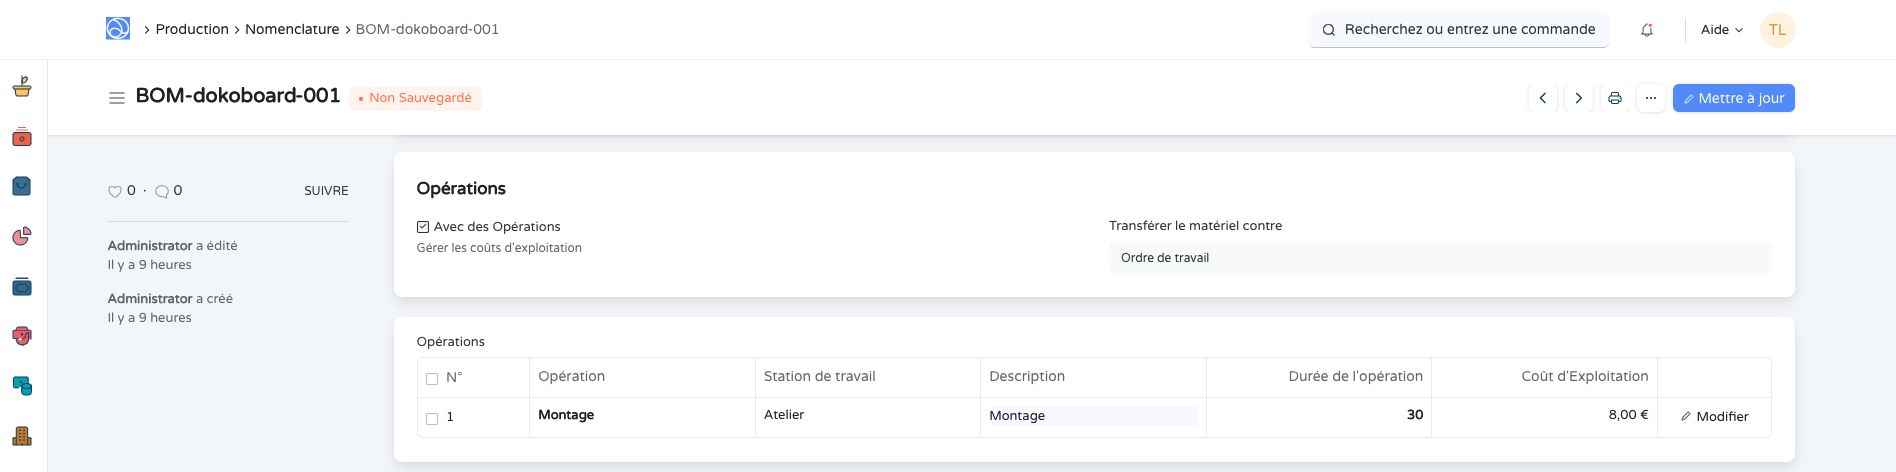 Production
Nomenclature
BOM-dokoboard-001
Recherchez ou entrez une commande
Aide
TL
BOM-dokoboard-001
Non Sauvegardé
Mettre à jour
0 · 0
SUIVRE
Administrator a édité
Il y a 9 heures
Administrator a créé
Il y a 9 heures
Opérations
Avec des Opérations
Gérer les coûts d'exploitation
Transférer le matériel contre
Ordre de travail
Opérations
N° Opération Station de travail Description Durée de l'opération Coût d'Exploitation
1 Montage Atelier Montage 30 8,00 € Modifier